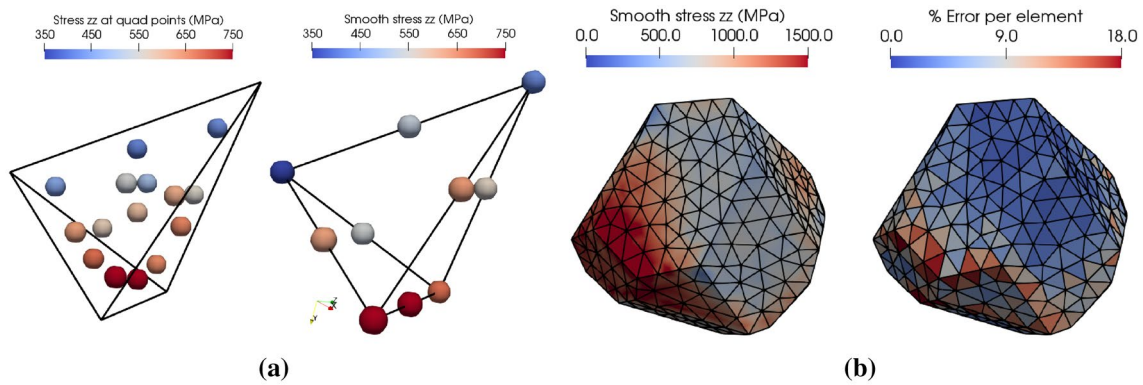 Stress zz at quad points (MPa)
350 450 550 650 750
Smooth stress zz (MPa)
350 450 550 650 750
Smooth stress zz (MPa)
0.0 500.0 1000.0 1500.0
% Error per element
0.0 9.0 18.0
(a)
(b)